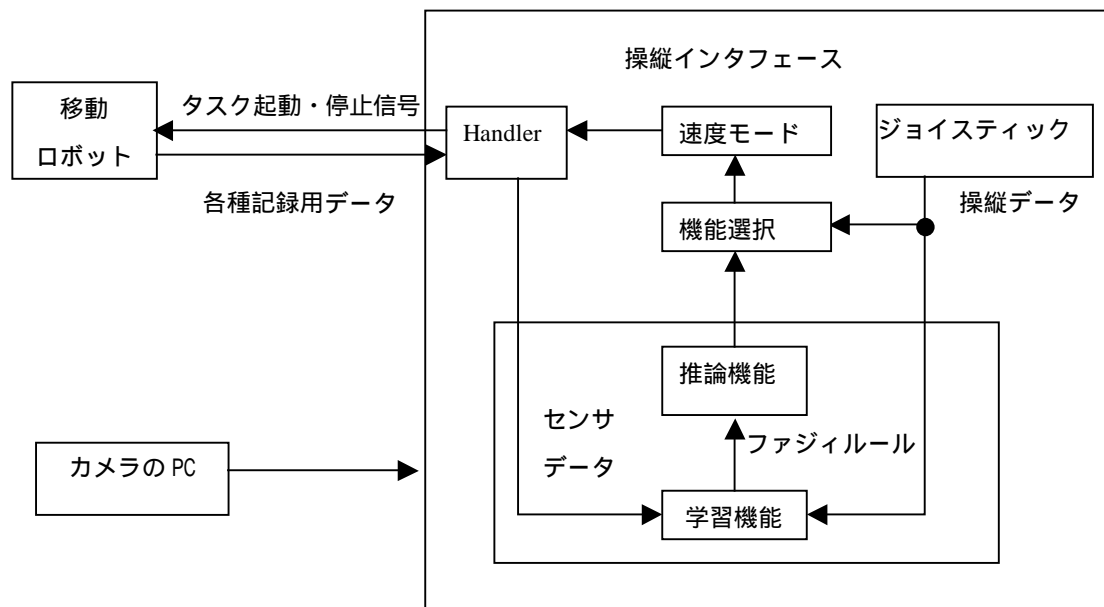 操縦インタフェース
移動
ロボット
タスク起動・停止信号
Handler
速度モード
ジョイスティック
各種記録用データ
機能選択
操縦データ
推論機能
センサ
データ
ファジィルール
カメラの PC
学習機能